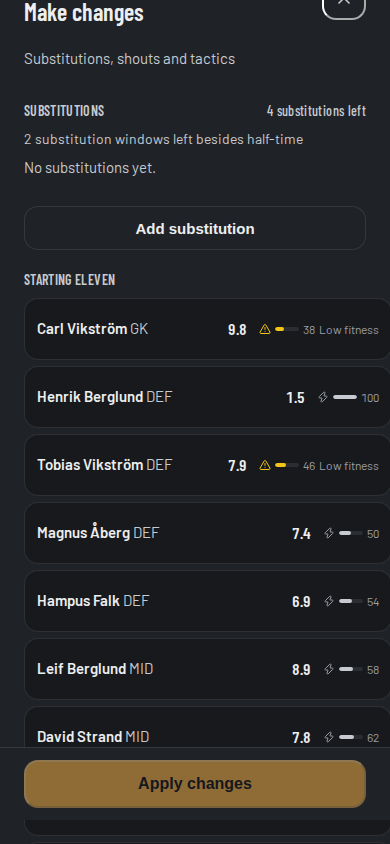 Make changes
Substitutions, shouts and tactics
SUBSTITUTIONS 4 substitutions left
2 substitution windows left besides half-time
No substitutions yet.
Add substitution
STARTING ELEVEN
Carl Vikström GK 9.8 38 Low fitness
Henrik Berglund DEF 1.5 100
Tobias Vikström DEF 7.9 46 Low fitness
Magnus Åberg DEF 7.4 50
Hampus Falk DEF 6.9 54
Leif Berglund MID 8.9 58
David Strand MID 7.8 62
Apply changes